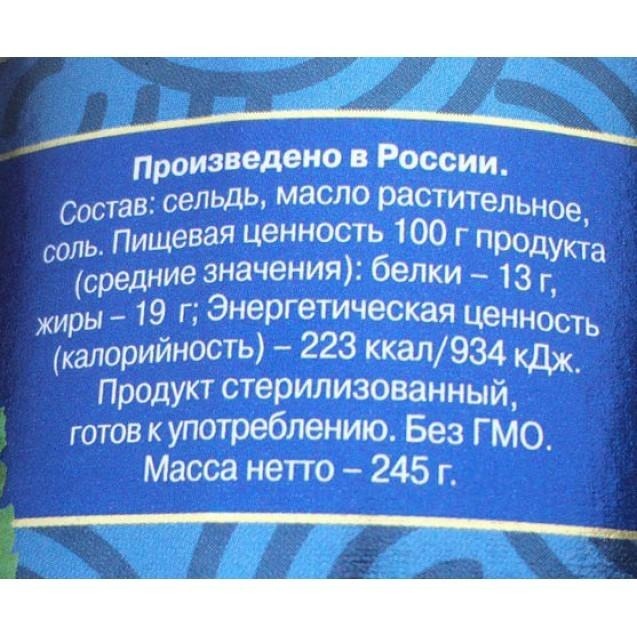 Произведено в России.
Состав: сельдь, масло растительное,
соль. Пищевая ценность 100 г продукта
(средние значения): белки – 13 г,
жиры – 19 г; Энергетическая ценность
(калорийность) – 223 ккал/934 кДж.
Продукт стерилизованный,
готов к употреблению. Без ГМО.
Масса нетто – 245 г.